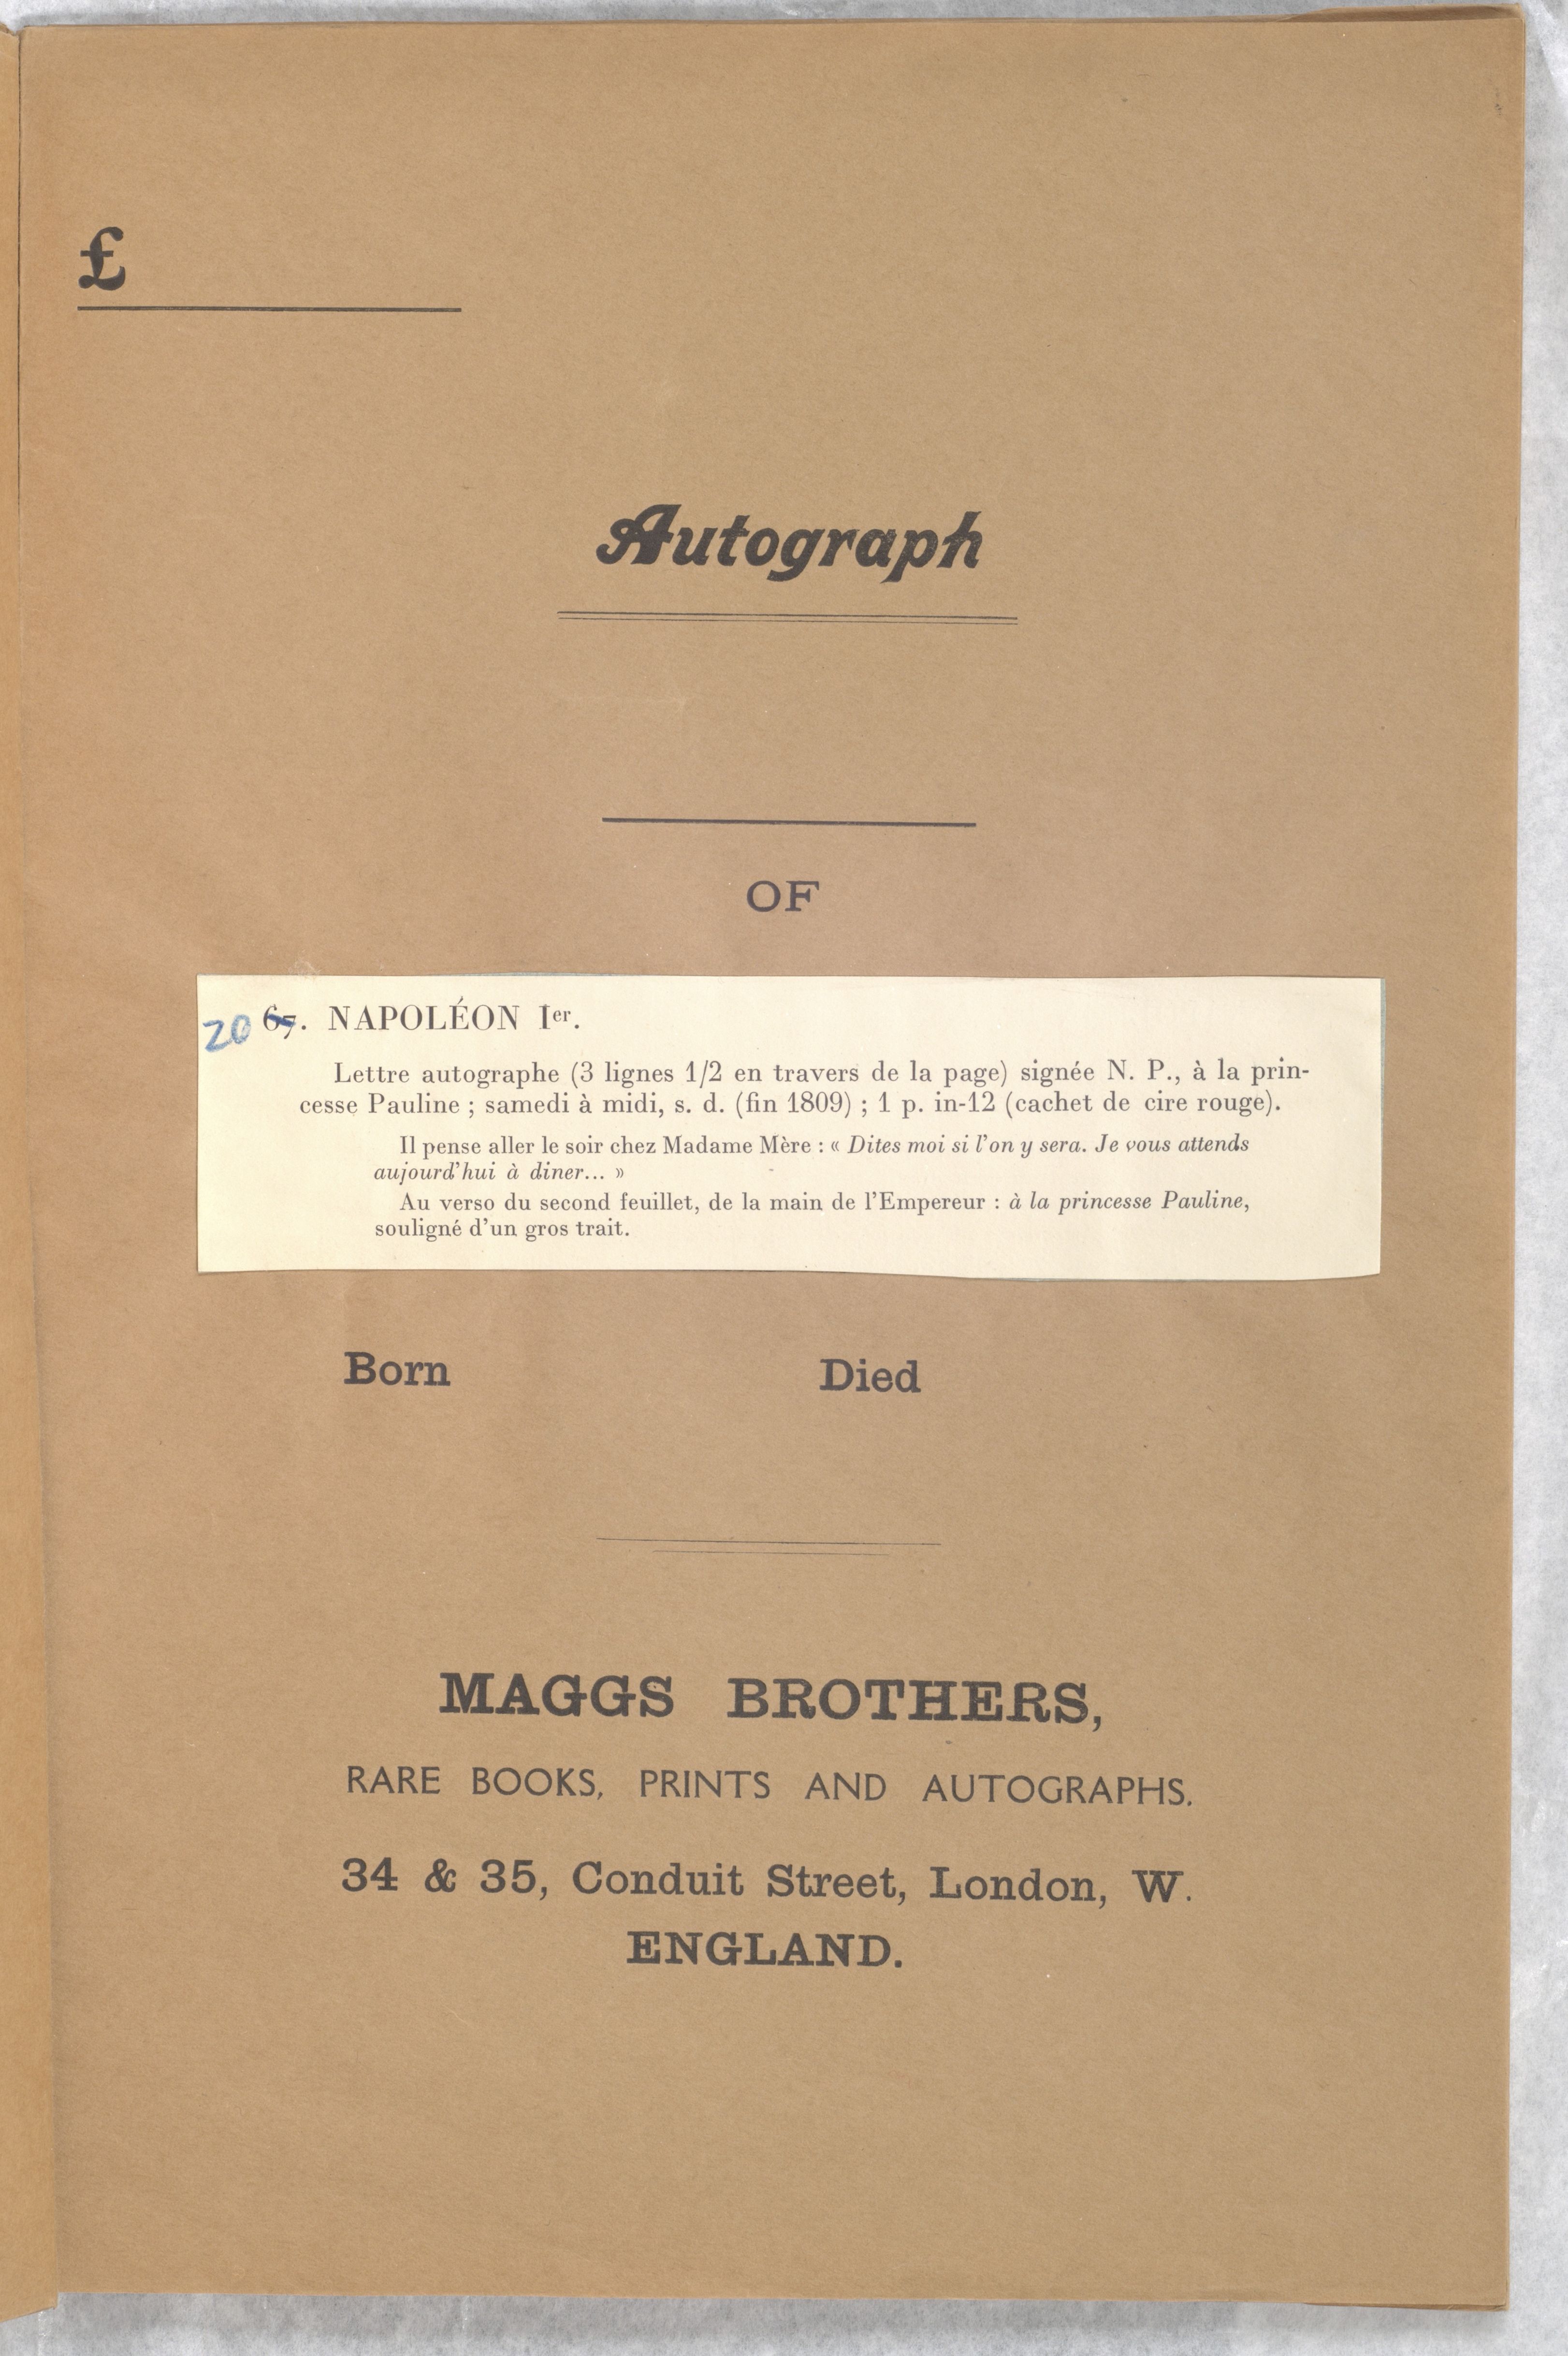 £
Autograph
OF
20 67. NAPOLÉON Ier.
Lettre autographe (3 lignes 1/2 en travers de la page) signée N. P., à la prin-
cesse Pauline ; samedi à midi, s. d. (fin 1809) ; 1 p. in-12 (cachet de cire rouge).
Il pense aller le soir chez Madame Mère : « Dites moi si l'on y sera. Je vous attends
aujourd'hui à diner... »
Au verso du second feuillet, de la main de l'Empereur : à la princesse Pauline,
souligné d'un gros trait.
Born Died
MAGGS BROTHERS,
RARE BOOKS, PRINTS AND AUTOGRAPHS.
34 & 35, Conduit Street, London, W.
ENGLAND.